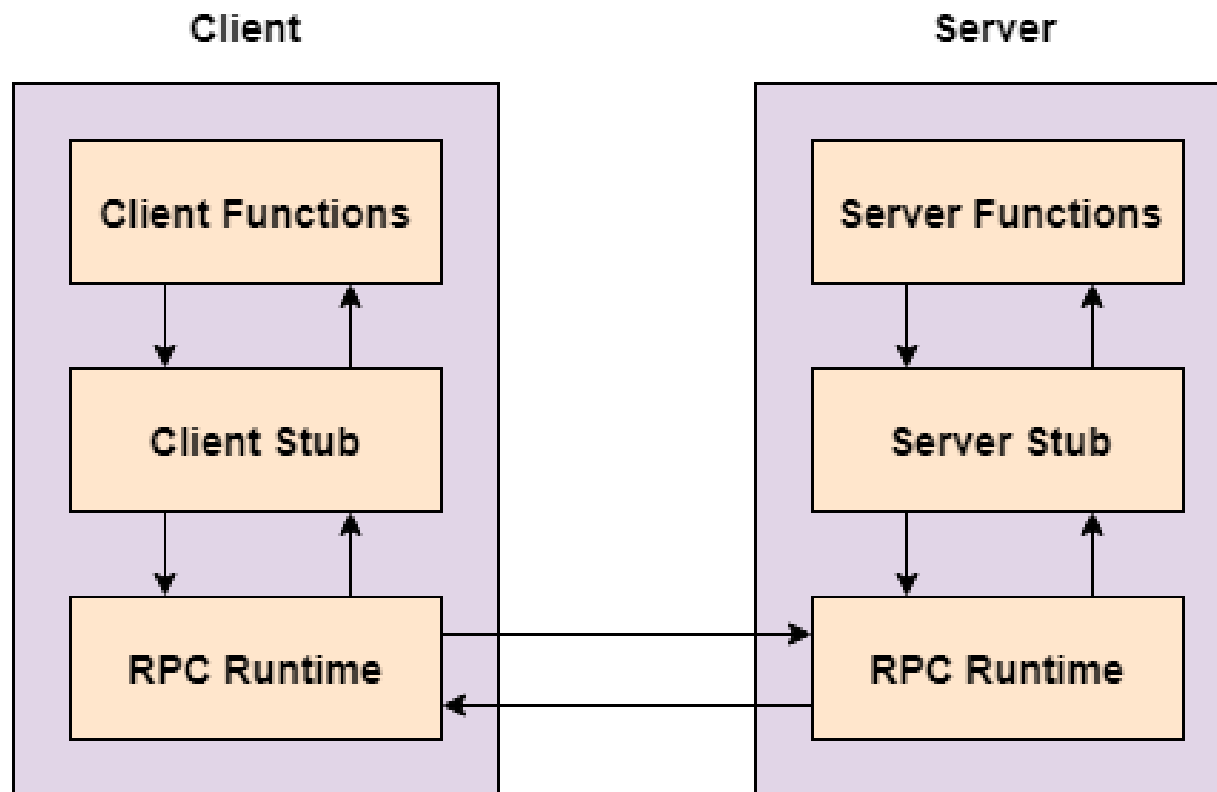 Client
Server
Client Functions
Server Functions
Client Stub
Server Stub
RPC Runtime
RPC Runtime